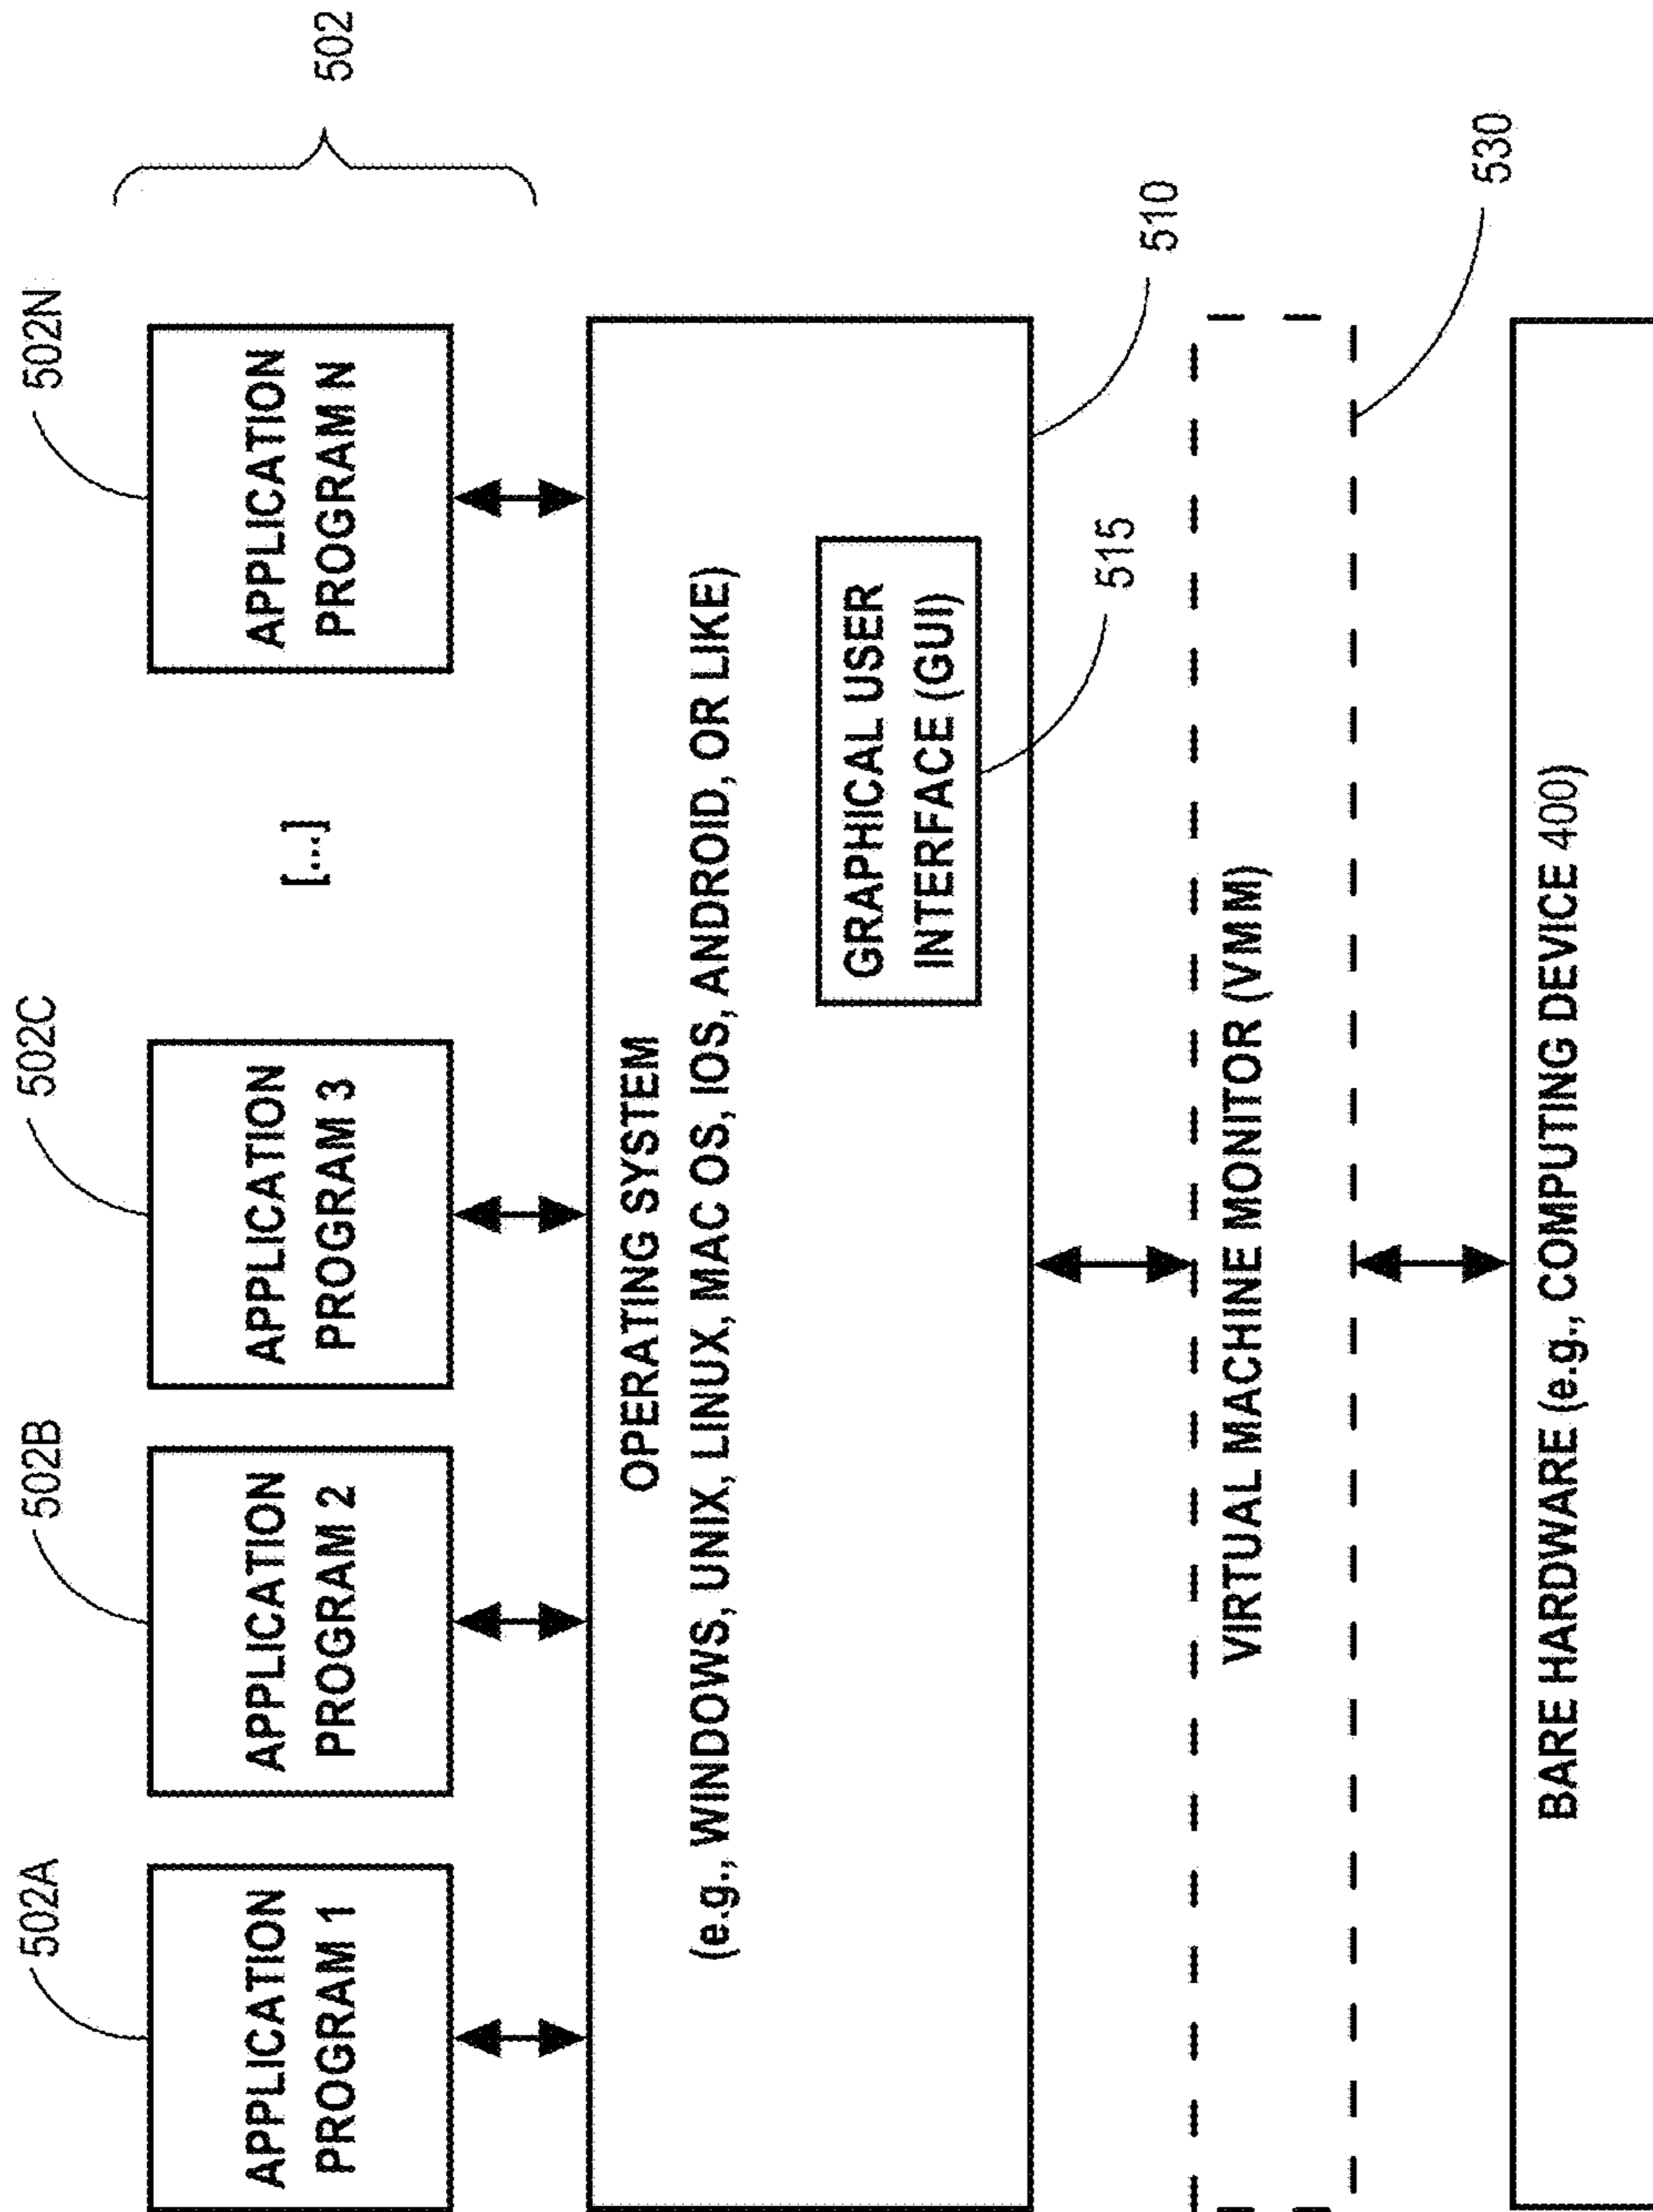 502
502A
502B
502C
502N
APPLICATION
PROGRAM 1
APPLICATION
PROGRAM 2
APPLICATION
PROGRAM 3
[...]
APPLICATION
PROGRAM N
OPERATING SYSTEM
(e.g., WINDOWS, UNIX, LINUX, MAC OS, IOS, ANDROID, OR LIKE)
GRAPHICAL USER
INTERFACE (GUI)
515
510
VIRTUAL MACHINE MONITOR (VMM)
530
BARE HARDWARE (e.g., COMPUTING DEVICE 400)